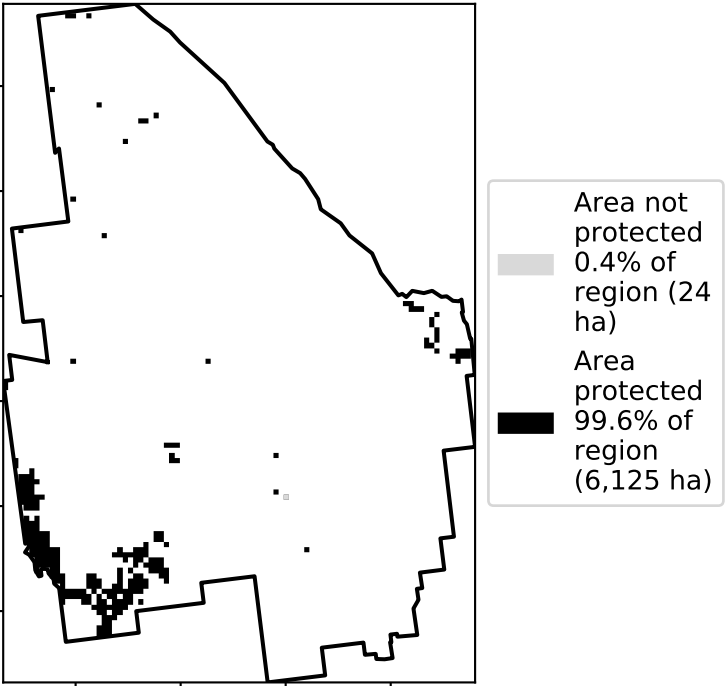 Area not
protected
0.4% of
region (24
ha)
Area
protected
99.6% of
region
(6,125 ha)